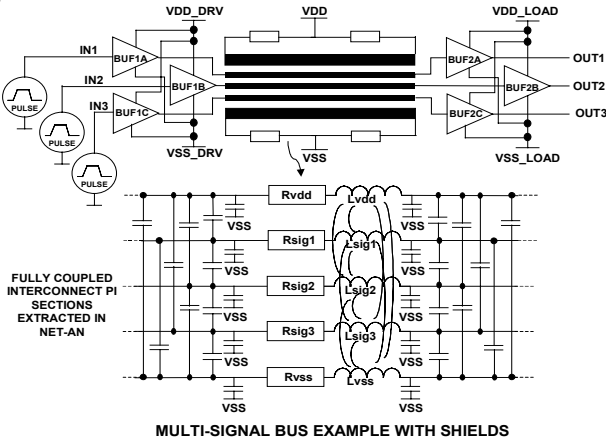 VDD_DRV
VDD
VDD_LOAD
IN1
BUF1A
BUF2A
OUT1
IN2
BUF1B
BUF2B
OUT2
PULSE
IN3
BUF1C
BUF2C
OUT3
PULSE
VSS_DRV
VSS
VSS_LOAD
PULSE
Rvdd
Lvdd
VSS
VSS
Rsig1
Lsig1
VSS
VSS
FULLY COUPLED
INTERCONNECT PI
SECTIONS
EXTRACTED IN
NET-AN
Rsig2
Lsig2
VSS
VSS
Rsig3
Lsig3
VSS
VSS
Rvss
Lvss
VSS
VSS
MULTI-SIGNAL BUS EXAMPLE WITH SHIELDS